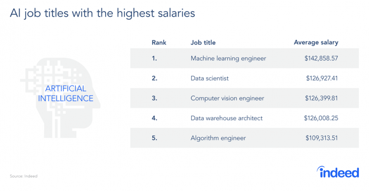 AI job titles with the highest salaries
Rank Job title Average salary
1. Machine learning engineer $142,858.57
2. Data scientist $126,927.41
3. Computer vision engineer $126,399.81
4. Data warehouse architect $126,008.25
5. Algorithm engineer $109,313.51
ARTIFICIAL
INTELLIGENCE
Source: Indeed
indeed